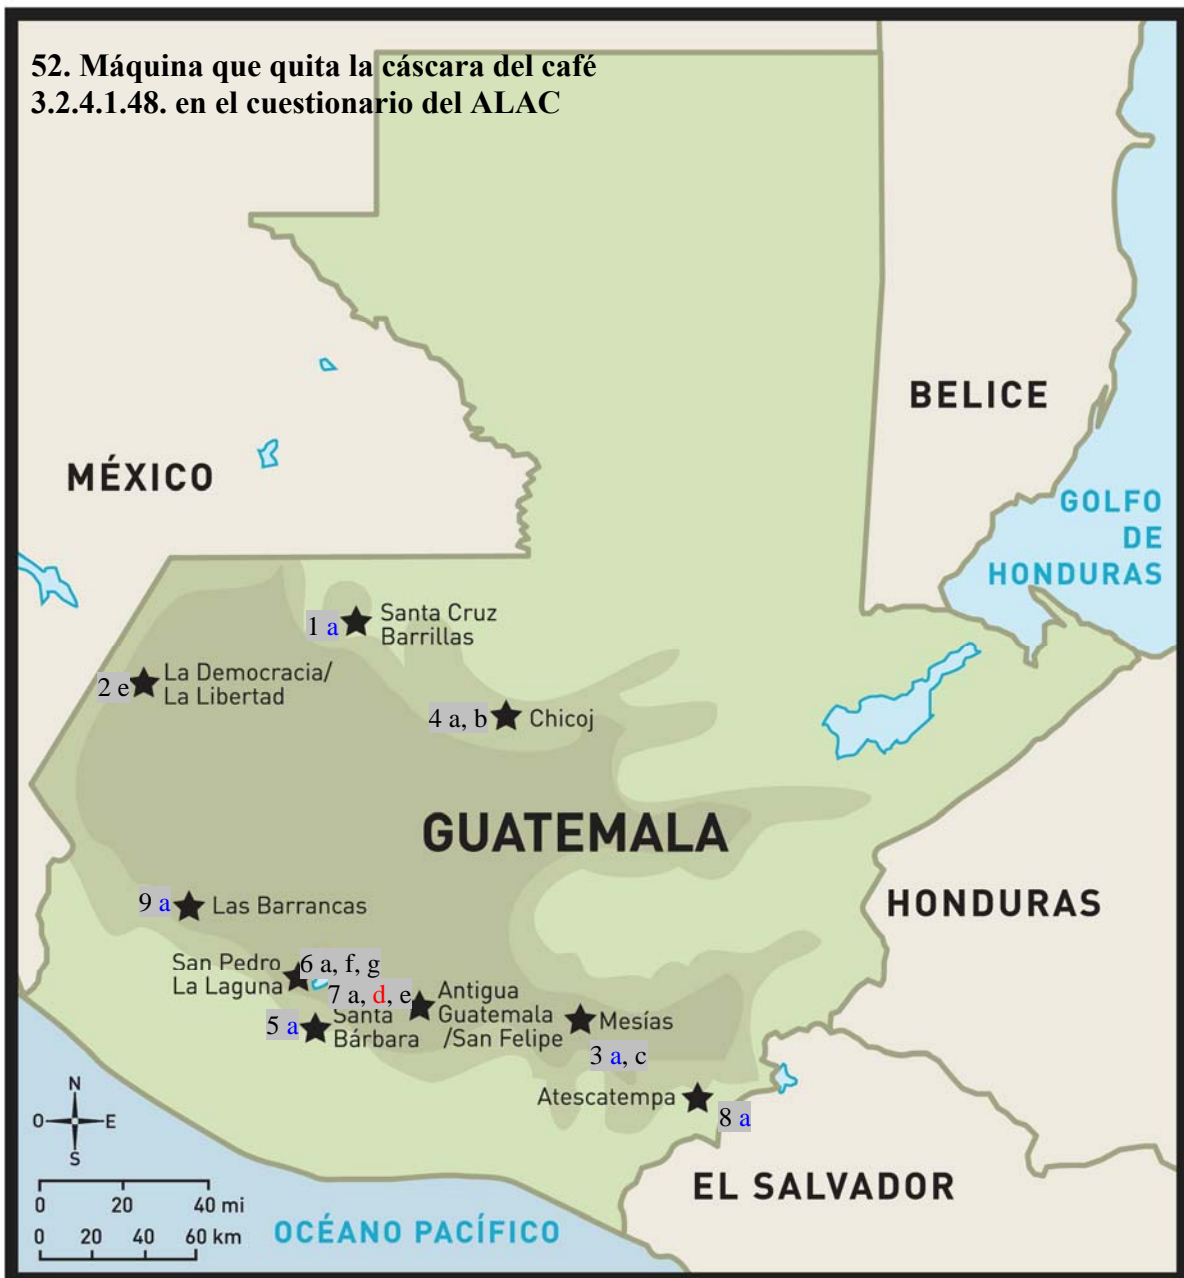 52. Máquina que quita la cáscara del café
3.2.4.1.48. en el cuestionario del ALAC
BELICE
MÉXICO
GOLFO
DE
HONDURAS
1 a
Santa Cruz
Barrillas
2 e
La Democracia/
La Libertad
4 a, b
Chicoj
GUATEMALA
HONDURAS
9 a
Las Barrancas
San Pedro
La Laguna
6 a, f, g
7 a, d, e
Antigua
Guatemala
/San Felipe
5 a
Santa
Bárbara
Mesías
3 a, c
Atescatempa
8 a
N
O
E
S
EL SALVADOR
0 20 40 mi
0 20 40 60 km
OCÉANO PACÍFICO